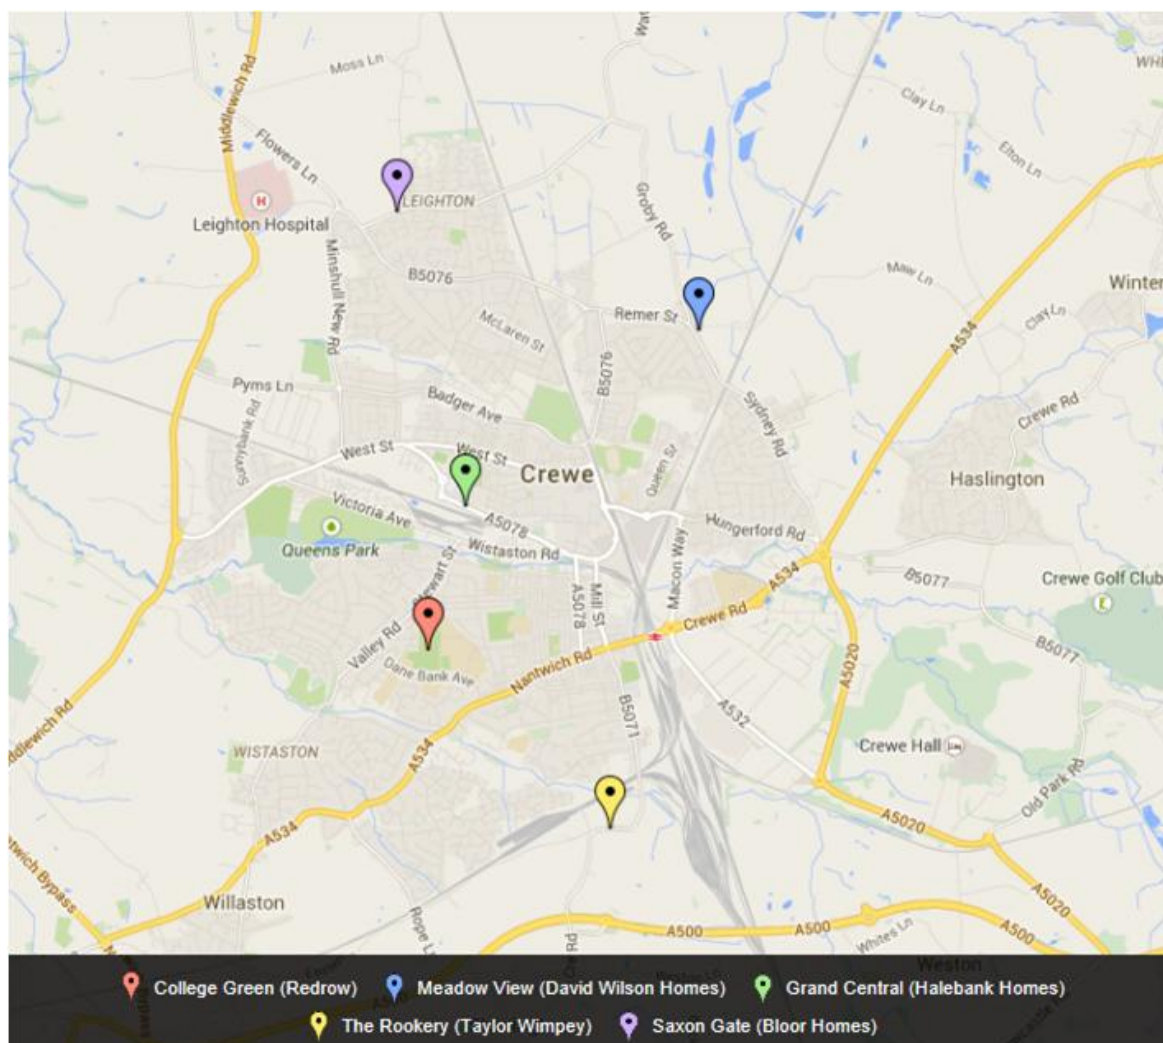 Middlewich Rd
Moss Ln
Flowers Ln
Leighton Hospital
H
LEIGHTON
Minshull New Rd
B5076
McLaren St
Groby Rd
Remer St
B5076
Clay Ln
Elton Ln
Maw Ln
Clay Ln
A534
Pyms Ln
Sunnybank Rd
Badger Ave
West St
West St
Crewe
Queen St
Sydney Rd
Crewe Rd
Haslington
Victoria Ave
Queens Park
A5078
Wistaston Rd
Hungerford Rd
Macon Way
Mill St
A5078
A534
Crewe Rd
B5077
Crewe Golf Club
B5077
Valley Rd
Dane Bank Ave
Nantwich Rd
B5071
A532
A5020
WISTASTON
A534
Crewe Hall
Old Park Rd
A5020
A5020
A534
Willaston
A500
A500
A500
Whites Ln
Weston
College Green (Redrow)
Meadow View (David Wilson Homes)
Grand Central (Halebank Homes)
The Rookery (Taylor Wimpey)
Saxon Gate (Bloor Homes)